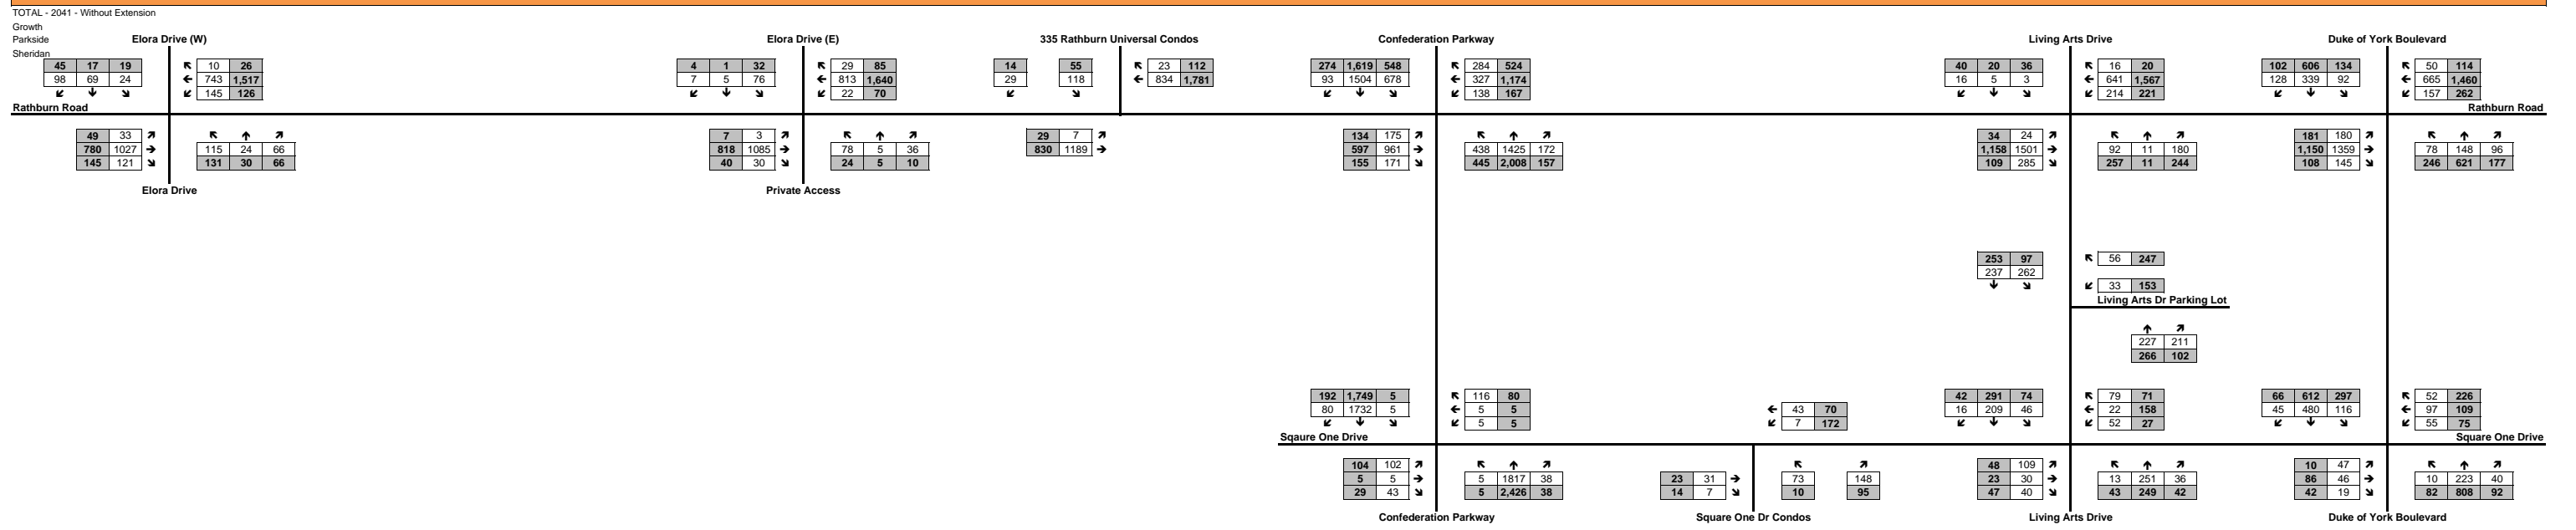 TOTAL - 2041 - Without Extension
Growth
Parkside
Sheridan
Elora Drive (W) Elora Drive (E) 335 Rathburn Universal Condos Confederation Parkway Living Arts Drive Duke of York Boulevard
45 17 19 ↖ 10 26 4 1 32 ↖ 29 85 14 55 ↖ 23 112 274 1,619 548 ↖ 284 524 40 20 36 ↖ 16 20 102 606 134 ↖ 50 114
98 69 24 ← 743 1,517 7 5 76 ← 813 1,640 29 118 ← 834 1,781 93 1504 678 ← 327 1,174 16 5 3 ← 641 1,567 128 339 92 ← 665 1,460
↙ ↓ ↘ ↙ 145 126 ↙ ↓ ↘ ↙ 22 70 ↙ ↘ ↙ ↓ ↘ ↙ 138 167 ↙ ↓ ↘ ↙ 214 221 ↙ ↓ ↘ ↙ 157 262
Rathburn Road Rathburn Road
49 33 ↗ ↖ ↑ ↗ 7 3 ↗ ↖ ↑ ↗ 29 7 ↗ 134 175 ↗ ↖ ↑ ↗ 34 24 ↗ ↖ ↑ ↗ 181 180 ↗ ↖ ↑ ↗
780 1027 → 115 24 66 818 1085 → 78 5 36 830 1189 → 597 961 → 438 1425 172 1,158 1501 → 92 11 180 1,150 1359 → 78 148 96
145 121 ↘ 131 30 66 40 30 ↘ 24 5 10 155 171 ↘ 445 2,008 157 109 285 ↘ 257 11 244 108 145 ↘ 246 621 177
Elora Drive Private Access
253 97 ↖ 56 247
237 262
↓ ↘ ↙ 33 153
Living Arts Dr Parking Lot
↑ ↗
227 211
266 102
192 1,749 5 ↖ 116 80 42 291 74 ↖ 79 71 66 612 297 ↖ 52 226
80 1732 5 ← 5 5 ← 43 70 16 209 46 ← 22 158 45 480 116 ← 97 109
↙ ↓ ↘ ↙ 5 5 ↙ 7 172 ↙ ↓ ↘ ↙ 52 27 ↙ ↓ ↘ ↙ 55 75
Sqaure One Drive Square One Drive
104 102 ↗ ↖ ↑ ↗ ↖ ↗ 48 109 ↗ ↖ ↑ ↗ 10 47 ↗ ↖ ↑ ↗
5 5 → 5 1817 38 23 31 → 73 148 23 30 → 13 251 36 86 46 → 10 223 40
29 43 ↘ 5 2,426 38 14 7 ↘ 10 95 47 40 ↘ 43 249 42 42 19 ↘ 82 808 92
Confederation Parkway Square One Dr Condos Living Arts Drive Duke of York Boulevard